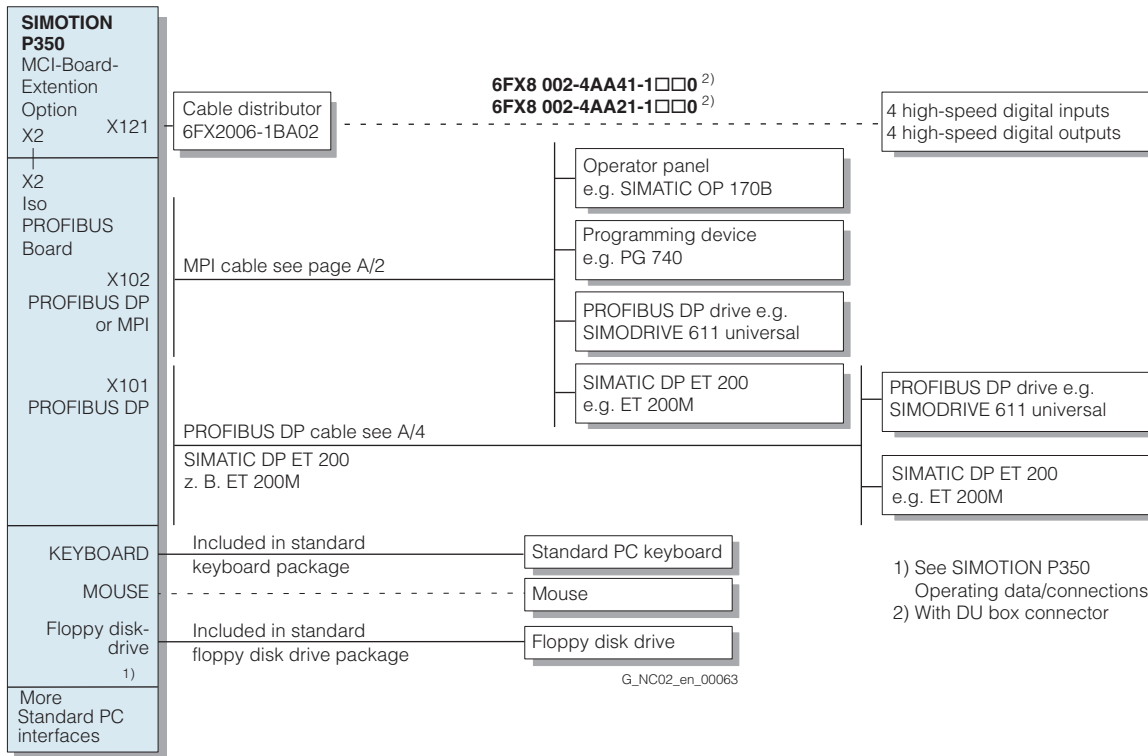 SIMOTION
P350
MCI-Board-
Extention
Option
X2
X121
Cable distributor
6FX2006-1BA02
6FX8 002-4AA41-1□□0 2)
6FX8 002-4AA21-1□□0 2)
4 high-speed digital inputs
4 high-speed digital outputs
X2
Iso
PROFIBUS
Board
X102
PROFIBUS DP
or MPI
MPI cable see page A/2
Operator panel
e.g. SIMATIC OP 170B
Programming device
e.g. PG 740
PROFIBUS DP drive e.g.
SIMODRIVE 611 universal
SIMATIC DP ET 200
e.g. ET 200M
X101
PROFIBUS DP
PROFIBUS DP cable see A/4
SIMATIC DP ET 200
z. B. ET 200M
PROFIBUS DP drive e.g.
SIMODRIVE 611 universal
SIMATIC DP ET 200
e.g. ET 200M
KEYBOARD
Included in standard
keyboard package
Standard PC keyboard
MOUSE
Mouse
Floppy disk-
drive
1)
Included in standard
floppy disk drive package
Floppy disk drive
G_NC02_en_00063
1) See SIMOTION P350
Operating data/connections
2) With DU box connector
More
Standard PC
interfaces